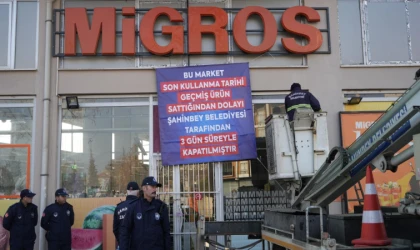 MIGROS
BU MARKET
SON KULLANMA TARİHİ
GEÇMİŞ ÜRÜN
SATTIĞINDAN DOLAYI
ŞAHİNBEY BELEDİYESİ
TARAFINDAN
3 GÜN SÜREYLE
KAPATILMIŞTIR